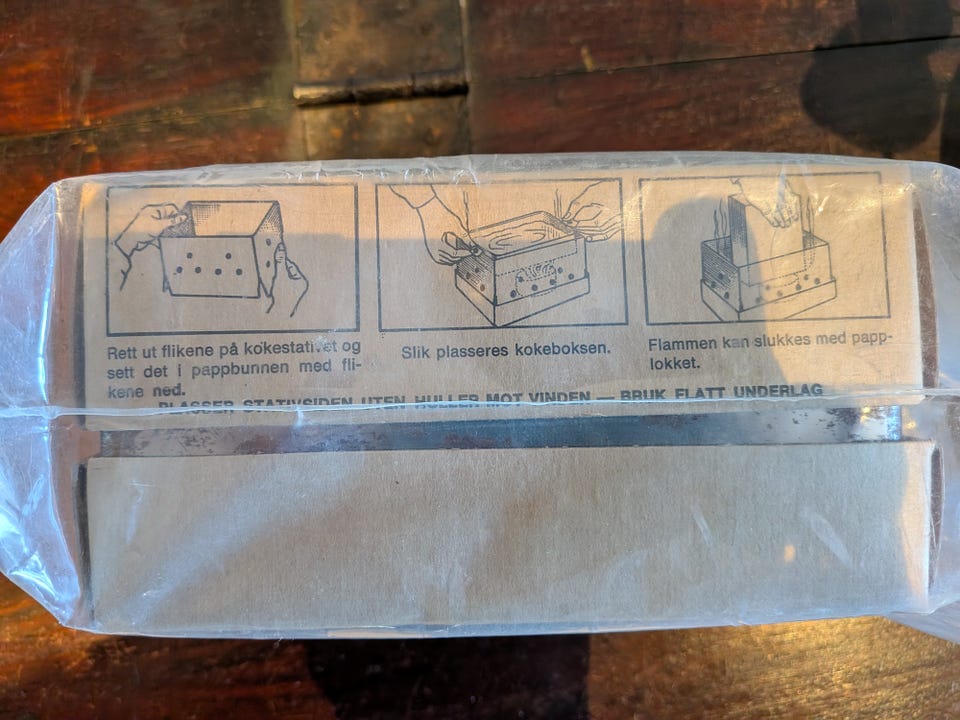 Rett ut flikene på kokestativet og
sett det i pappbunnen med fli-
kene ned.
Slik plasseres kokeboksen.
Flammen kan slukkes med papp-
lokket.
PLASSER STATIVSIDEN UTEN HULLER MOT VINDEN — BRUK FLATT UNDERLAG